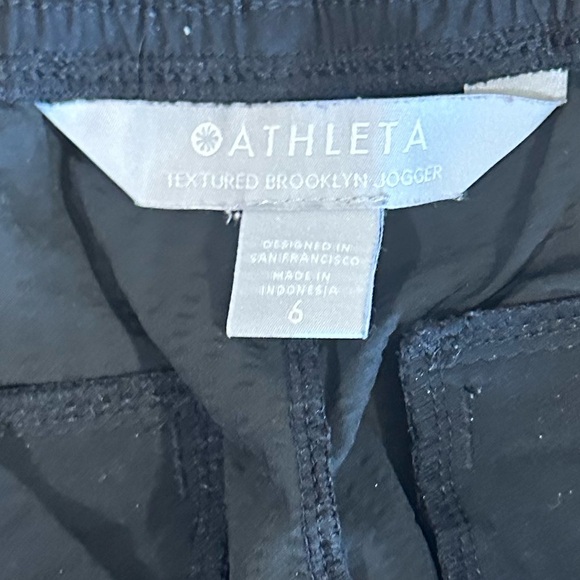 ATHLETA
TEXTURED BROOKLYN JOGGER
DESIGNED IN
SAN FRANCISCO
MADE IN
INDONESIA
6